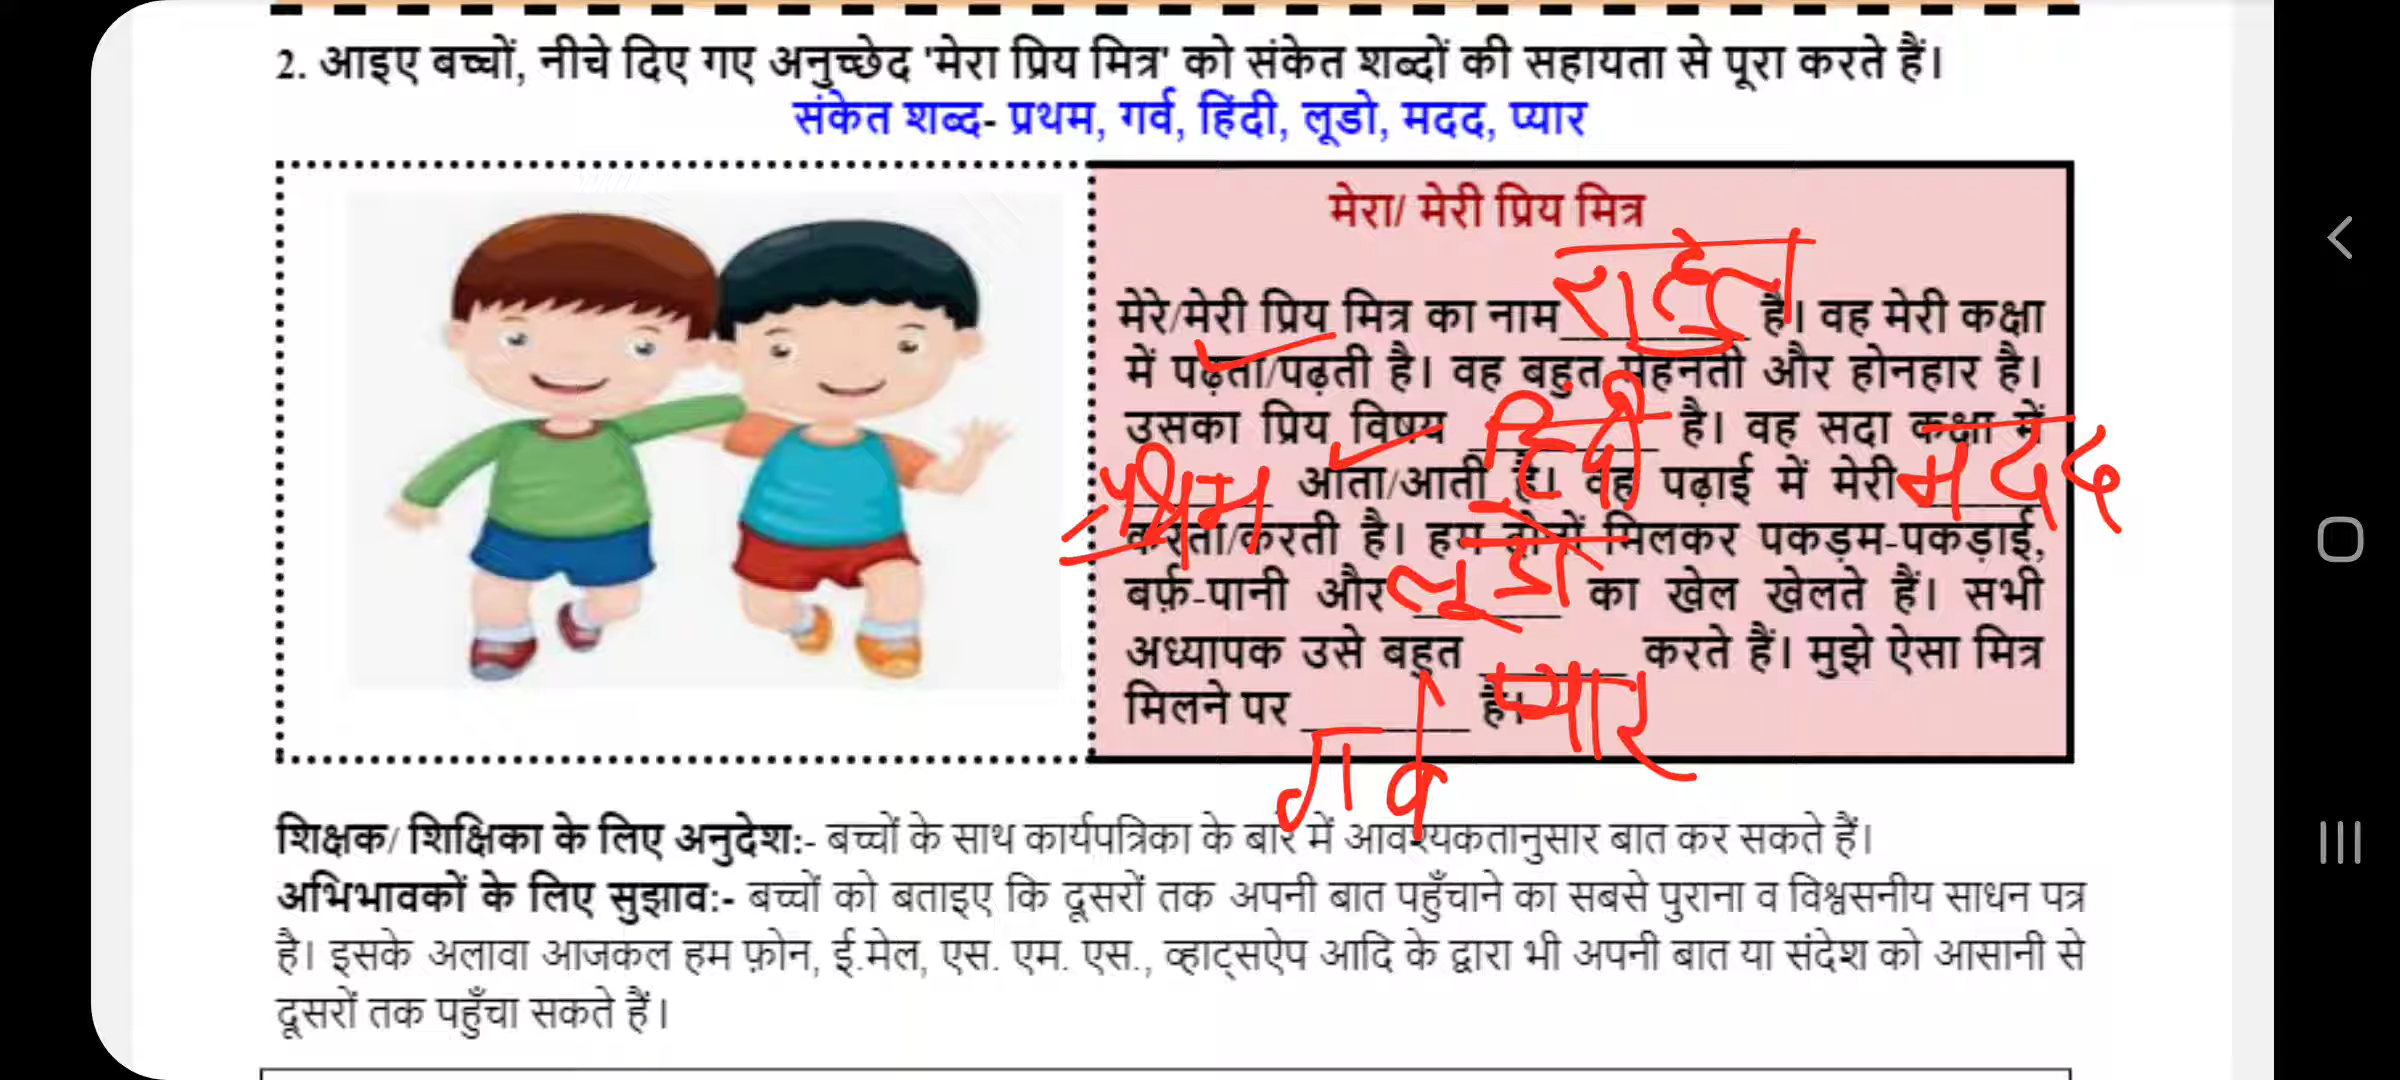 2. आइए बच्चों, नीचे दिए गए अनुच्छेद 'मेरा प्रिय मित्र' को संकेत शब्दों की सहायता से पूरा करते हैं।
संकेत शब्द- प्रथम, गर्व, हिंदी, लूडो, मदद, प्यार
मेरा/ मेरी प्रिय मित्र
मेरे/मेरी प्रिय मित्र का नाम राहुल है। वह मेरी कक्षा
में पढ़ता/पढ़ती है। वह बहुत मेहनती और होनहार है।
उसका प्रिय विषय हिंदी है। वह सदा कक्षा में
प्रथम आता/आती है। वह पढ़ाई में मेरी मदद
करता/करती है। हम दोनों मिलकर पकड़म-पकड़ाई,
बर्फ़-पानी और लूडो का खेल खेलते हैं। सभी
अध्यापक उसे बहुत प्यार करते हैं। मुझे ऐसा मित्र
मिलने पर गर्व है।
शिक्षक/ शिक्षिका के लिए अनुदेश:- बच्चों के साथ कार्यपत्रिका के बारे में आवश्यकतानुसार बात कर सकते हैं।
अभिभावकों के लिए सुझाव:- बच्चों को बताइए कि दूसरों तक अपनी बात पहुँचाने का सबसे पुराना व विश्वसनीय साधन पत्र
है। इसके अलावा आजकल हम फ़ोन, ई.मेल, एस. एम. एस., व्हाट्सऐप आदि के द्वारा भी अपनी बात या संदेश को आसानी से
दूसरों तक पहुँचा सकते हैं।